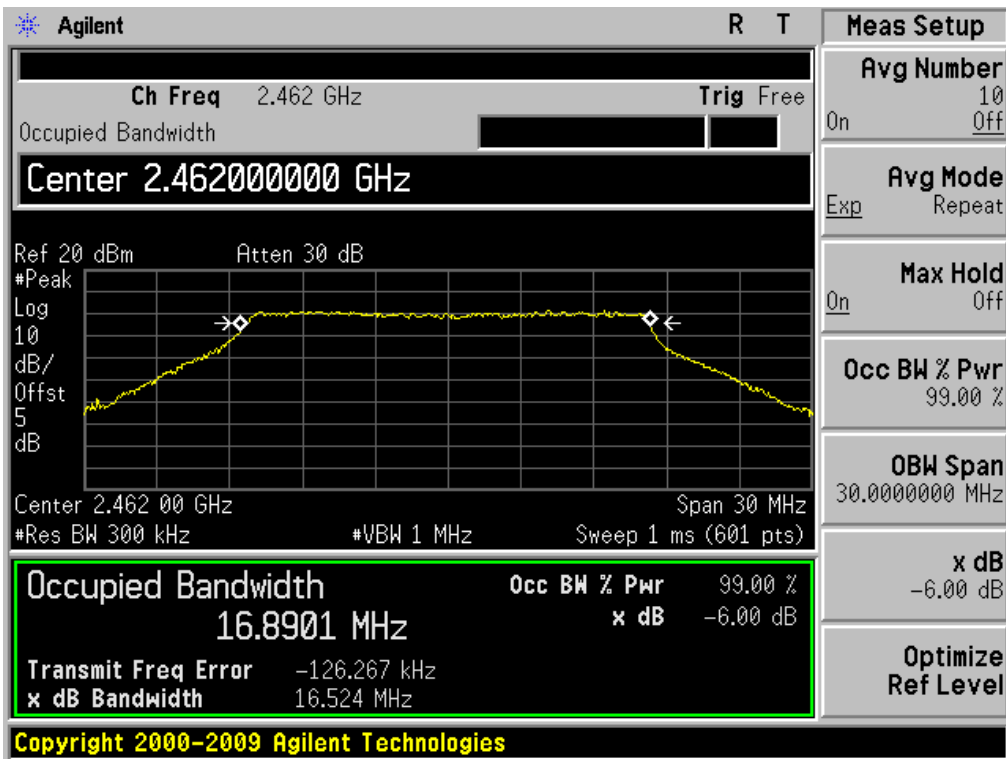 Agilent R T Meas Setup
Ch Freq 2.462 GHz Trig Free
Occupied Bandwidth
Center 2.462000000 GHz
Ref 20 dBm Atten 30 dB
#Peak
Log
10
dB/
Offst
5
dB
Center 2.462 00 GHz Span 30 MHz
#Res BW 300 kHz #VBW 1 MHz Sweep 1 ms (601 pts)
Occupied Bandwidth Occ BW % Pwr 99.00 %
16.8901 MHz x dB -6.00 dB
Transmit Freq Error -126.267 kHz
x dB Bandwidth 16.524 MHz
Avg Number
10
On Off
Avg Mode
Exp Repeat
Max Hold
On Off
Occ BW % Pwr
99.00 %
OBW Span
30.0000000 MHz
x dB
-6.00 dB
Optimize
Ref Level
Copyright 2000-2009 Agilent Technologies